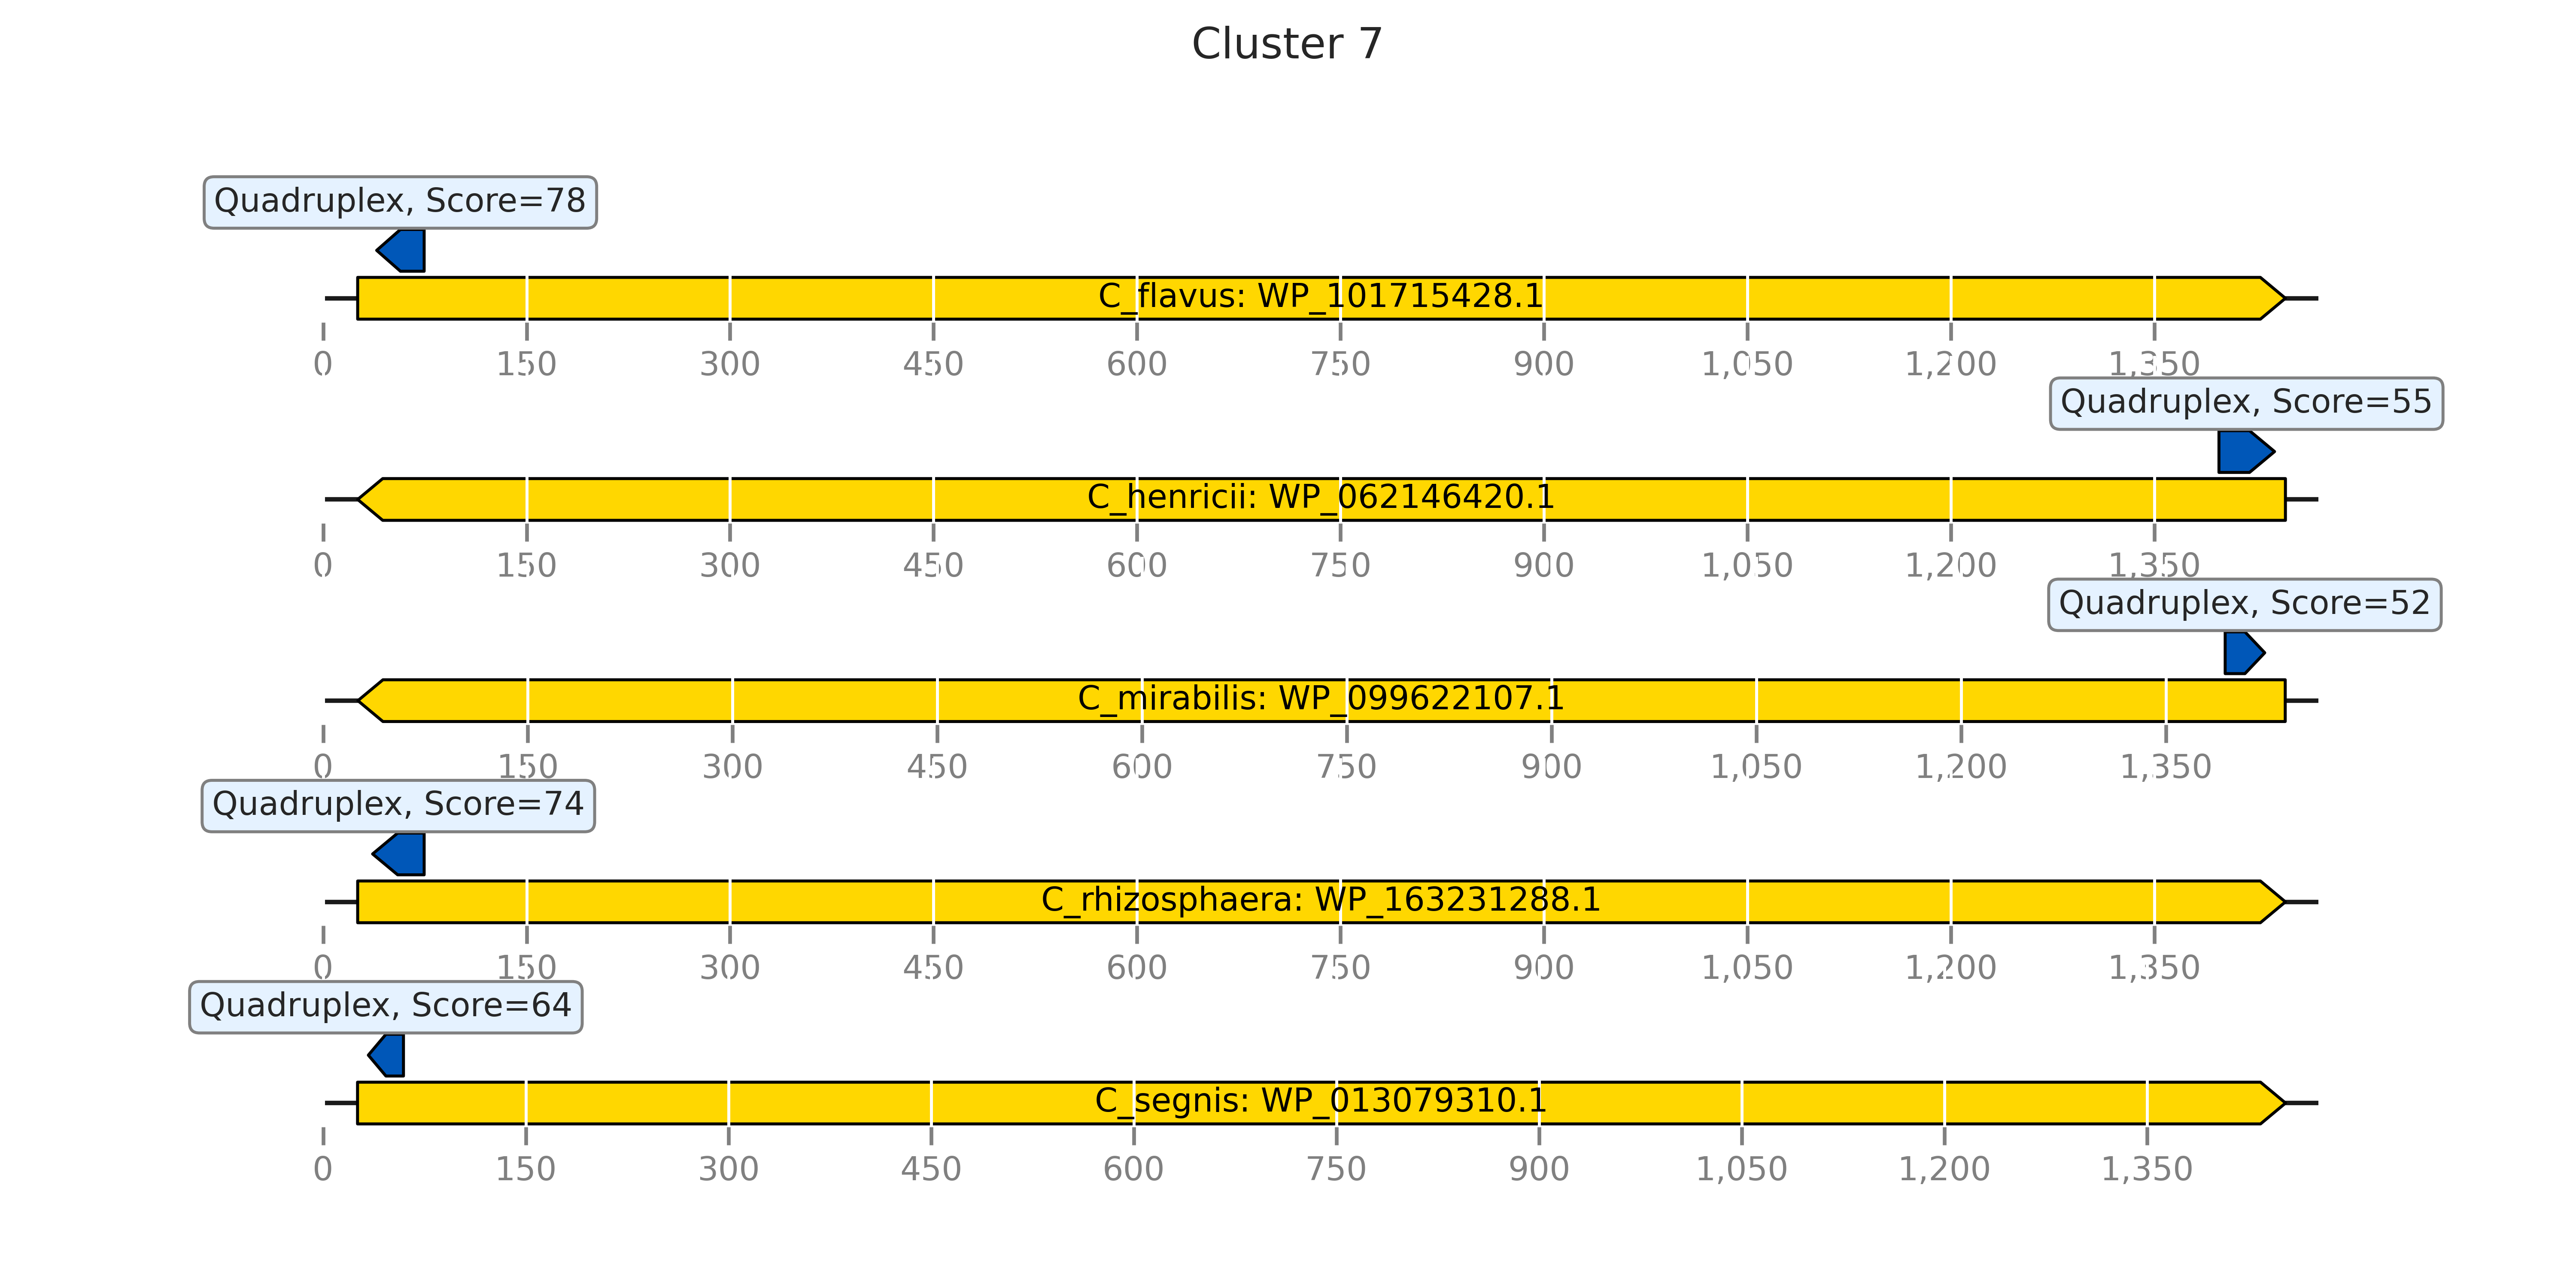 Cluster 7
Quadruplex, Score=78
C_flavus: WP_101715428.1
0 150 300 450 600 750 900 1,050 1,200 1,350
Quadruplex, Score=55
C_henricii: WP_062146420.1
0 150 300 450 600 750 900 1,050 1,200 1,350
Quadruplex, Score=52
C_mirabilis: WP_099622107.1
0 150 300 450 600 750 900 1,050 1,200 1,350
Quadruplex, Score=74
C_rhizosphaera: WP_163231288.1
0 150 300 450 600 750 900 1,050 1,200 1,350
Quadruplex, Score=64
C_segnis: WP_013079310.1
0 150 300 450 600 750 900 1,050 1,200 1,350